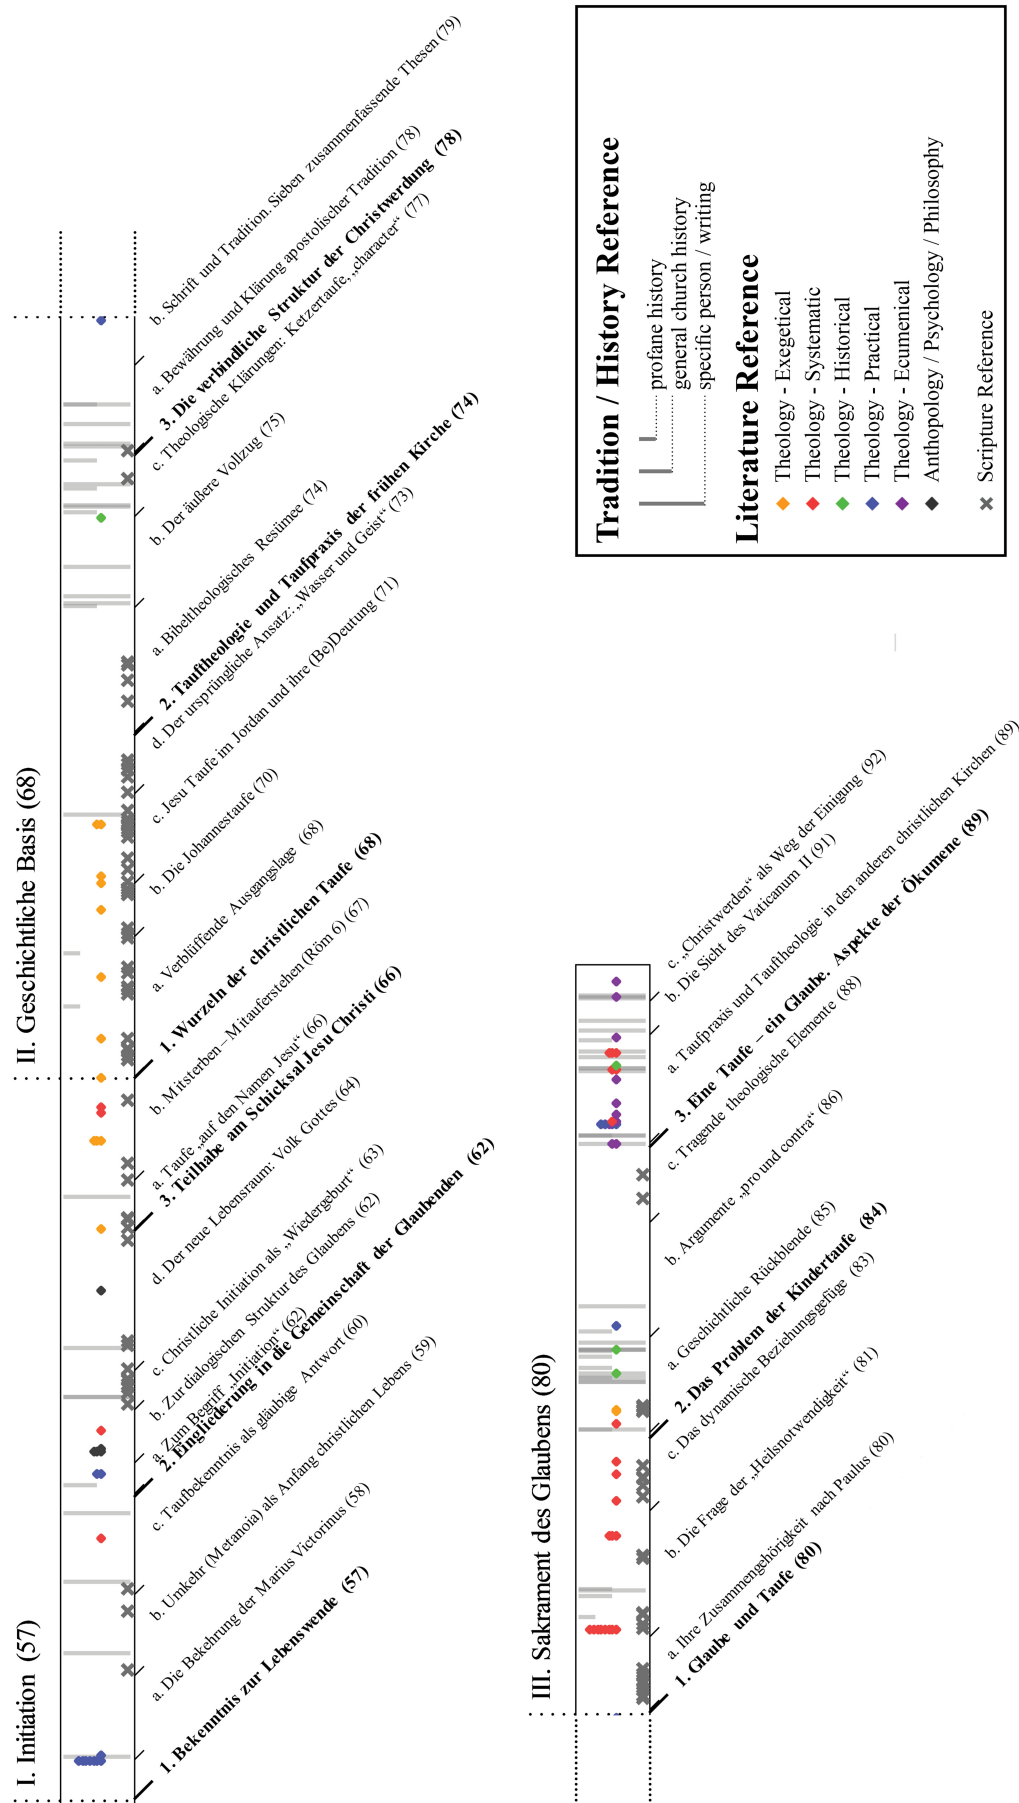 I. Initiation (57)
1. Bekenntnis zur Lebenswende (57)
a. Die Bekehrung der Marius Victorinus (58)
b. Umkehr (Metanoia) als Anfang christlichen Lebens (59)
c. Taufbekenntnis als gläubige Antwort (60)
2. Eingliederung in die Gemeinschaft der Glaubenden (62)
a. Zum Begriff „Initiation“ (62)
b. Zur dialogischen Struktur des Glaubens (62)
c. Christliche Initiation als „Wiedergeburt“ (63)
d. Der neue Lebensraum: Volk Gottes (64)
3. Teilhabe am Schicksal Jesu Christi (66)
a. Taufe „auf den Namen Jesu“ (66)
b. Mitsterben – Mitauferstehen (Röm 6) (67)
II. Geschichtliche Basis (68)
1. Wurzeln der christlichen Taufe (68)
a. Verblüffende Ausgangslage (68)
b. Die Johannestaufe (70)
c. Jesu Taufe im Jordan und ihre (Be)Deutung (71)
d. Der ursprüngliche Ansatz: „Wasser und Geist“ (73)
2. Tauftheologie und Taufpraxis der frühen Kirche (74)
a. Bibeltheologisches Resümee (74)
b. Der äußere Vollzug (75)
c. Theologische Klärungen: Ketzertaufe, „character“ (77)
3. Die verbindliche Struktur der Christwerdung (78)
a. Bewährung und Klärung apostolischer Tradition (78)
b. Schrift und Tradition. Sieben zusammenfassende Thesen (79)
III. Sakrament des Glaubens (80)
1. Glaube und Taufe (80)
a. Ihre Zusammengehörigkeit nach Paulus (80)
b. Die Frage der „Heilsnotwendigkeit“ (81)
c. Das dynamische Beziehungsgefüge (83)
2. Das Problem der Kindertaufe (84)
a. Geschichtliche Rückblende (85)
b. Argumente „pro und contra“ (86)
c. Tragende theologische Elemente (88)
3. Eine Taufe – ein Glaube. Aspekte der Ökumene (89)
a. Taufpraxis und Tauftheologie in den anderen christlichen Kirchen (89)
b. Die Sicht des Vaticanum II (91)
c. „Christwerden“ als Weg der Einigung (92)
Tradition / History Reference
profane history
general church history
specific person / writing
Literature Reference
Theology - Exegetical
Theology - Systematic
Theology - Historical
Theology - Practical
Theology - Ecumenical
Anthopology / Psychology / Philosophy
Scripture Reference